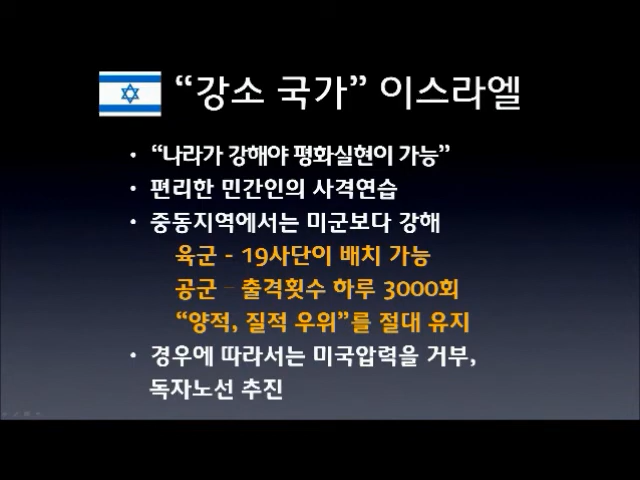 “강소 국가” 이스라엘
• “나라가 강해야 평화실현이 가능”
• 편리한 민간인의 사격연습
• 중동지역에서는 미군보다 강해
육군 - 19사단이 배치 가능
공군 – 출격횟수 하루 3000회
“양적, 질적 우위”를 절대 유지
• 경우에 따라서는 미국압력을 거부,
독자노선 추진